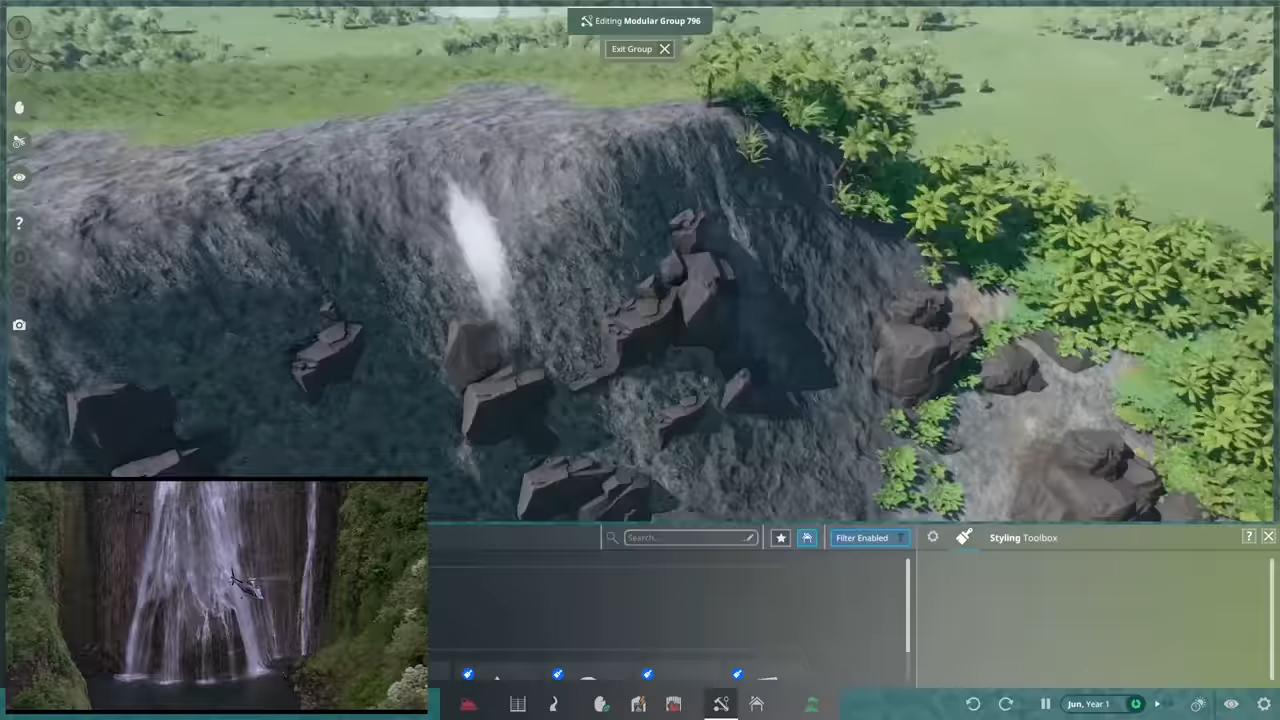 Editing Modular Group 796
Exit Group
?
Search...
Filter Enabled
Styling Toolbox
?
Jun, Year 1